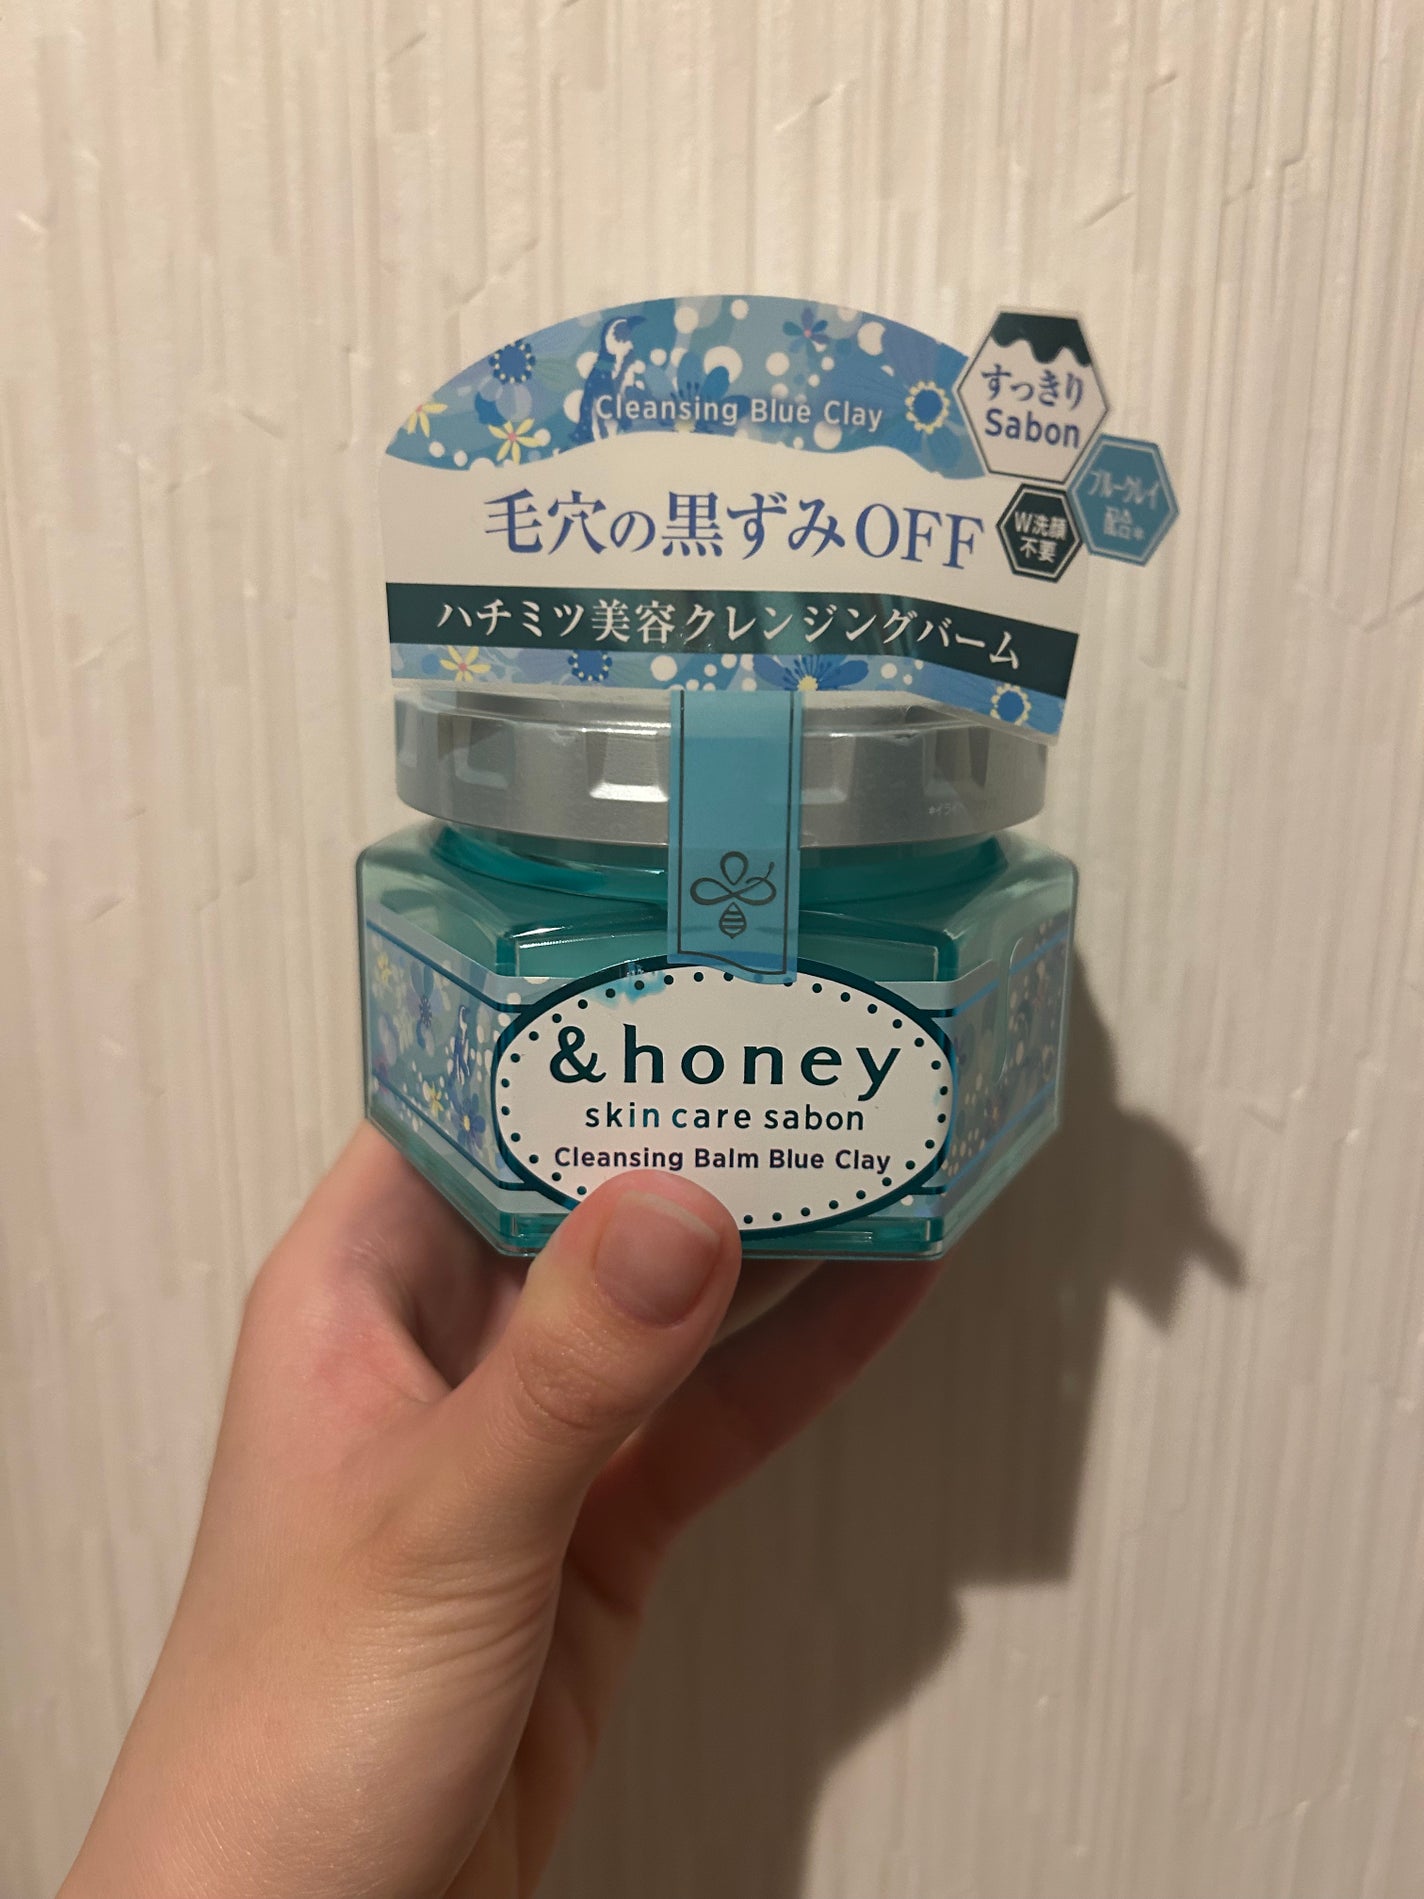 Cleansing Blue Clay
すっきり
Sabon
ブルークレイ
配合*
W洗顔
不要
毛穴の黒ずみOFF
ハチミツ美容クレンジングバーム
&honey
skin care sabon
Cleansing Balm Blue Clay